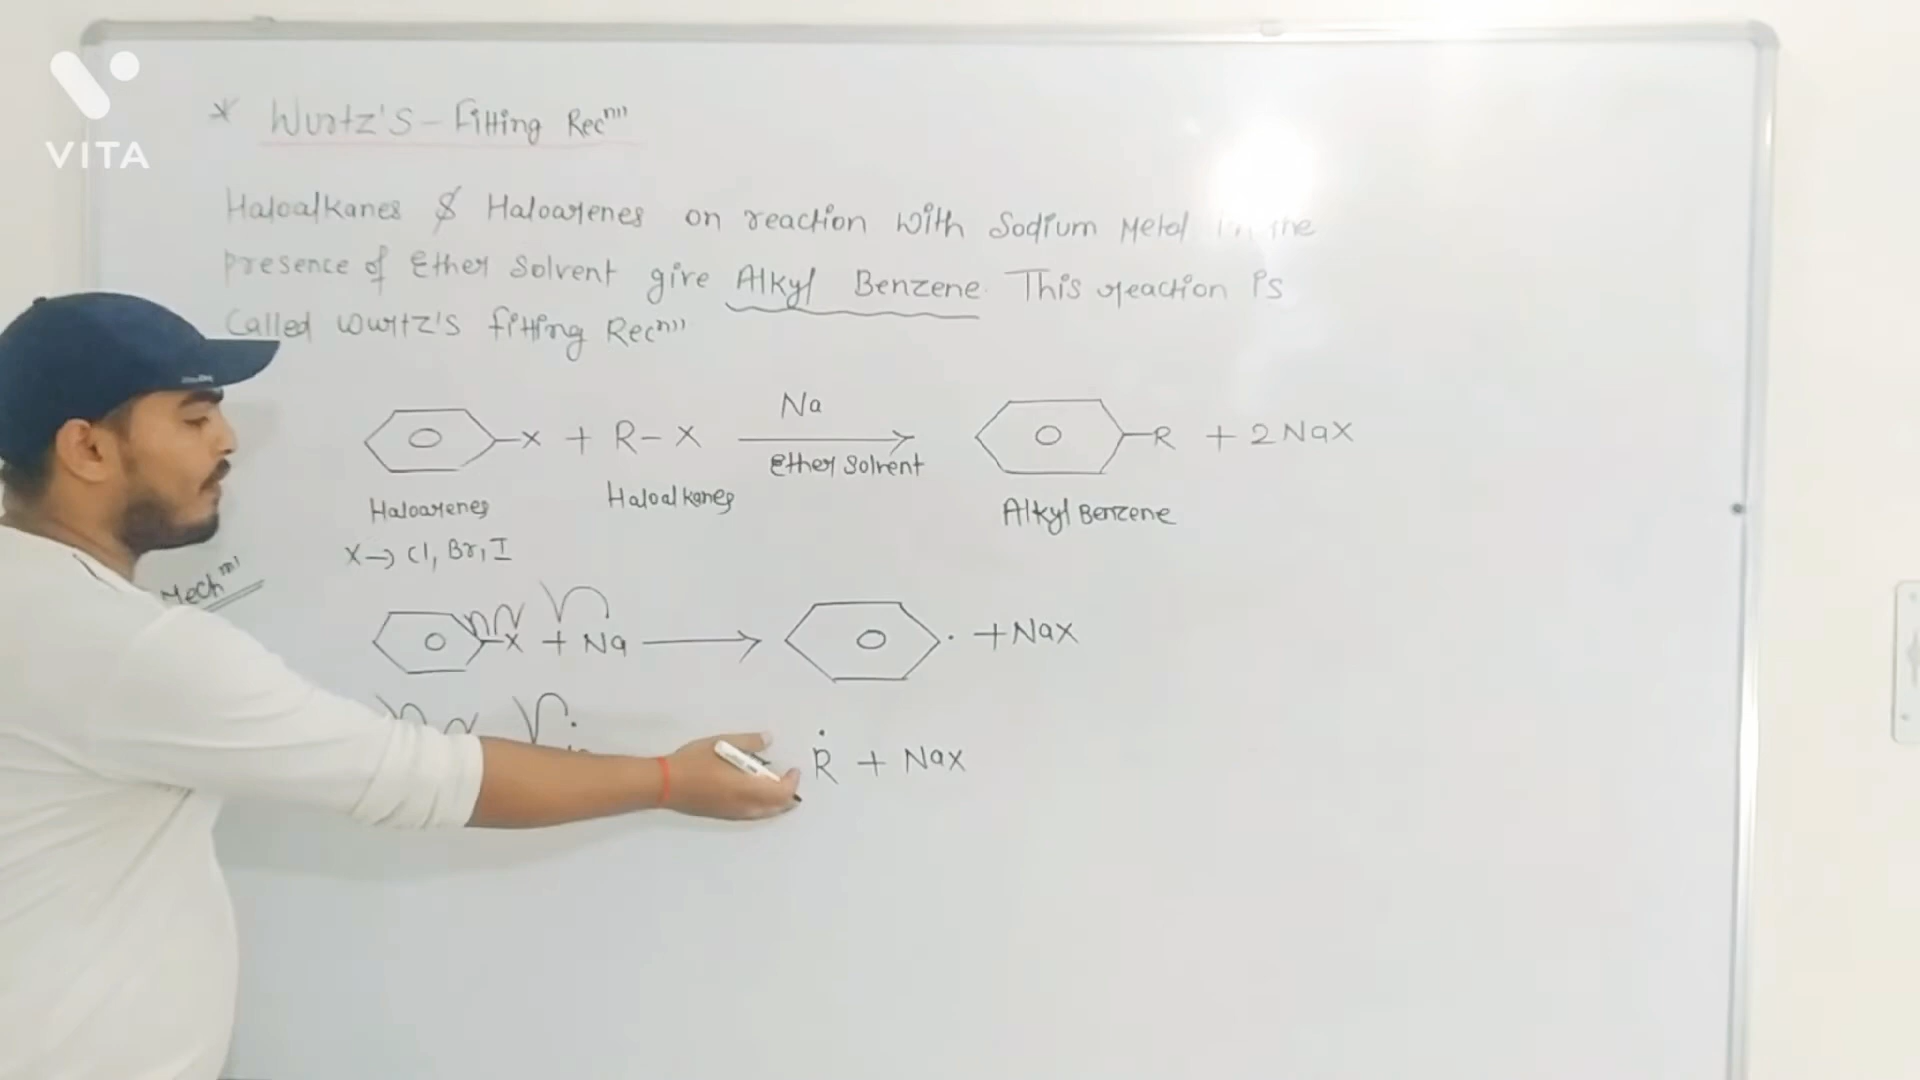 VITA
* Wurtz's - Fitting Recⁿ"
Haloalkanes & Haloarenes on reaction with Sodium Metal in the
presence of Ether Solvent give Alkyl Benzene. This reaction is
Called wurtz's fitting Recⁿ"
-X + R-X Na Ether Solvent -R + 2 NaX
Haloarenes Haloalkanes Alkyl Benzene
X → Cl, Br, I
Mechᵐ'
-X + Na → . + NaX
Ṙ + NaX